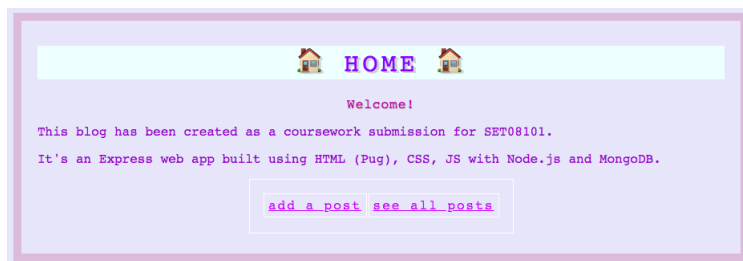 🏠 HOME 🏠
Welcome!
This blog has been created as a coursework submission for SET08101.
It's an Express web app built using HTML (Pug), CSS, JS with Node.js and MongoDB.
add a post see all posts